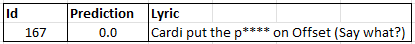 Id Prediction Lyric
167 0.0 Cardi put the p**** on Offset (Say what?)